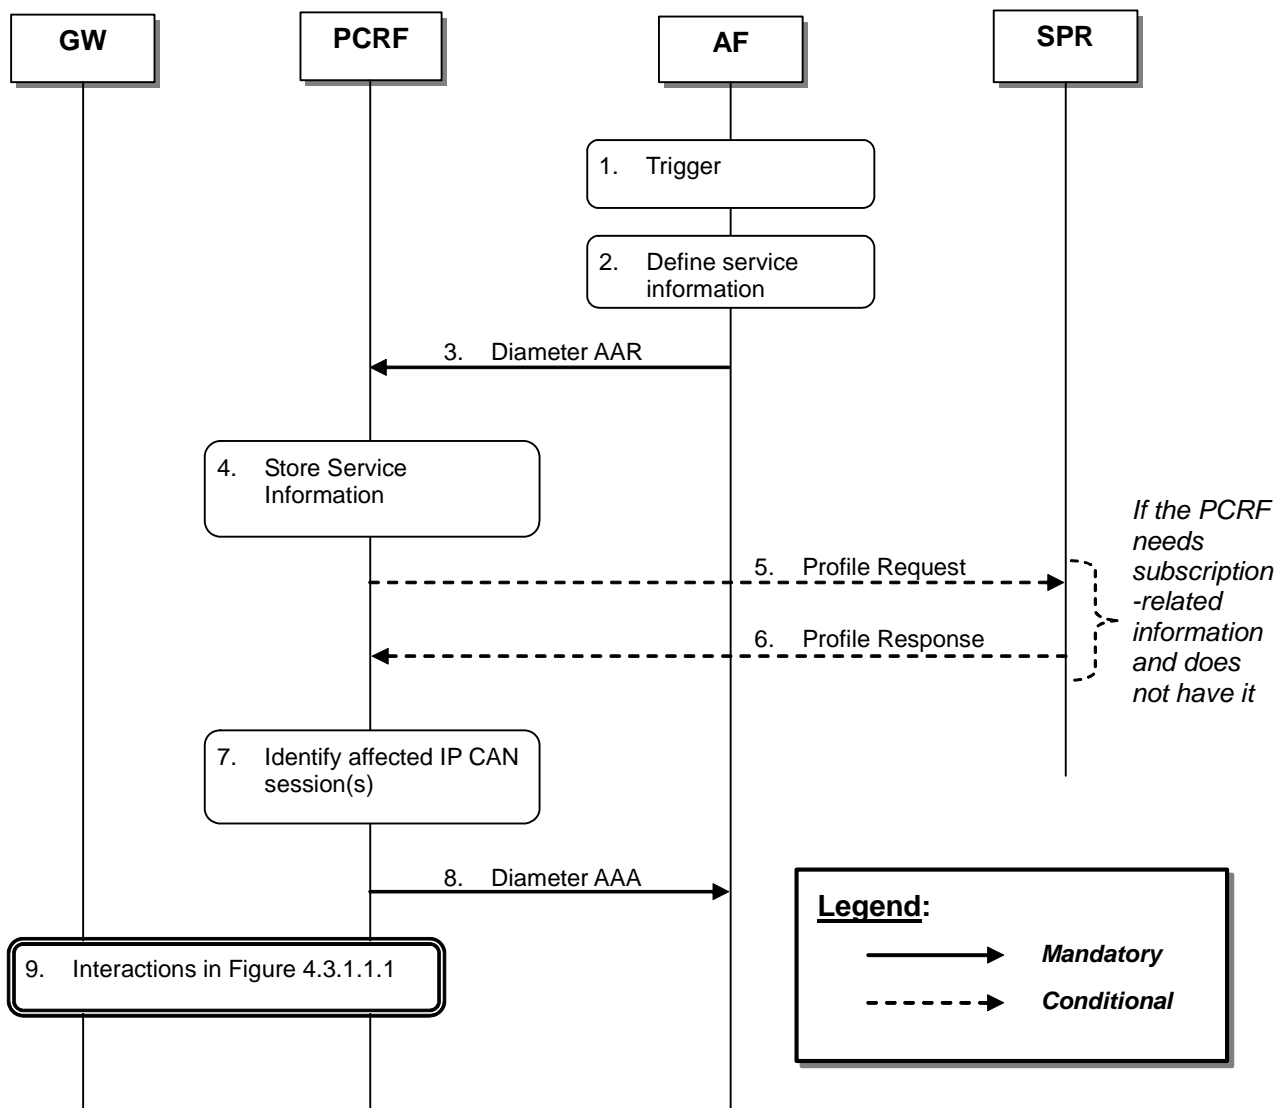 GW
PCRF
AF
SPR
1. Trigger
2. Define service
information
3. Diameter AAR
4. Store Service
Information
5. Profile Request
6. Profile Response
If the PCRF
needs
subscription
-related
information
and does
not have it
7. Identify affected IP CAN
session(s)
8. Diameter AAA
9. Interactions in Figure 4.3.1.1.1
Legend:
Mandatory
Conditional